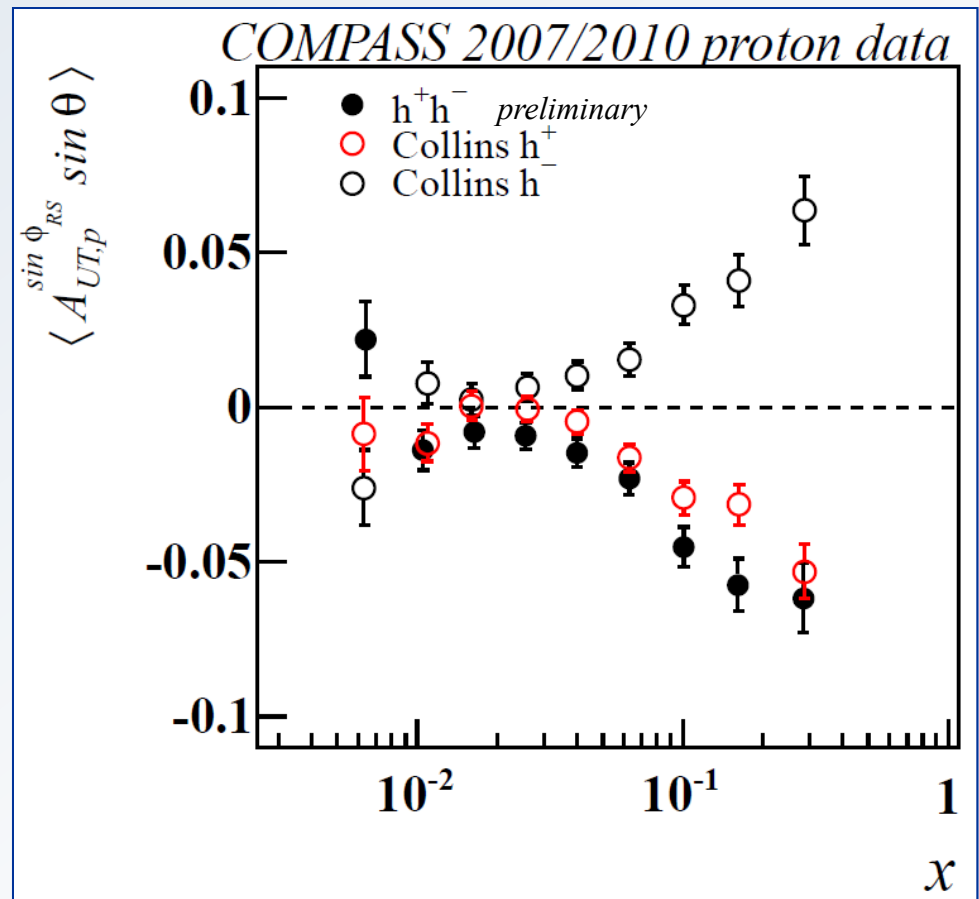 COMPASS 2007/2010 proton data
⟨ A_{UT,p}^{sin ϕ_{RS}} sin θ ⟩
0.1
0.05
0
-0.05
-0.1
h⁺h⁻ preliminary
Collins h⁺
Collins h⁻
10⁻² 10⁻¹ 1
x